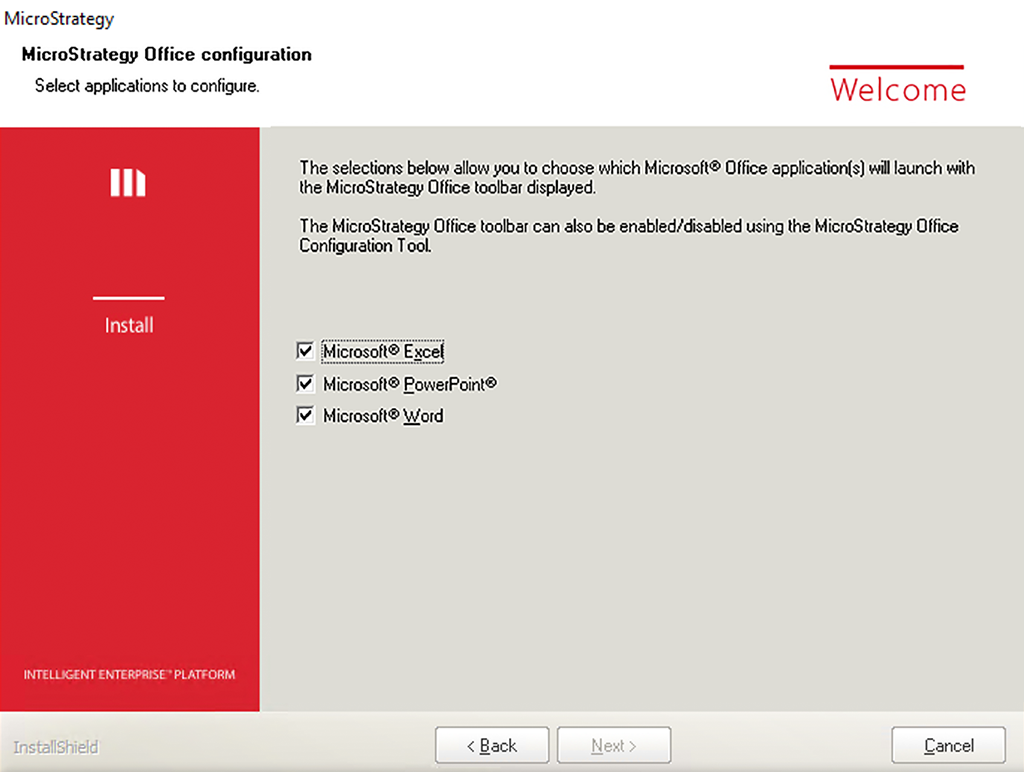 MicroStrategy
MicroStrategy Office configuration
Select applications to configure.
Welcome
The selections below allow you to choose which Microsoft® Office application(s) will launch with
the MicroStrategy Office toolbar displayed.
The MicroStrategy Office toolbar can also be enabled/disabled using the MicroStrategy Office
Configuration Tool.
Install
Microsoft® Excel
Microsoft® PowerPoint®
Microsoft® Word
INTELLIGENT ENTERPRISE™ PLATFORM
InstallShield
< Back
Next >
Cancel